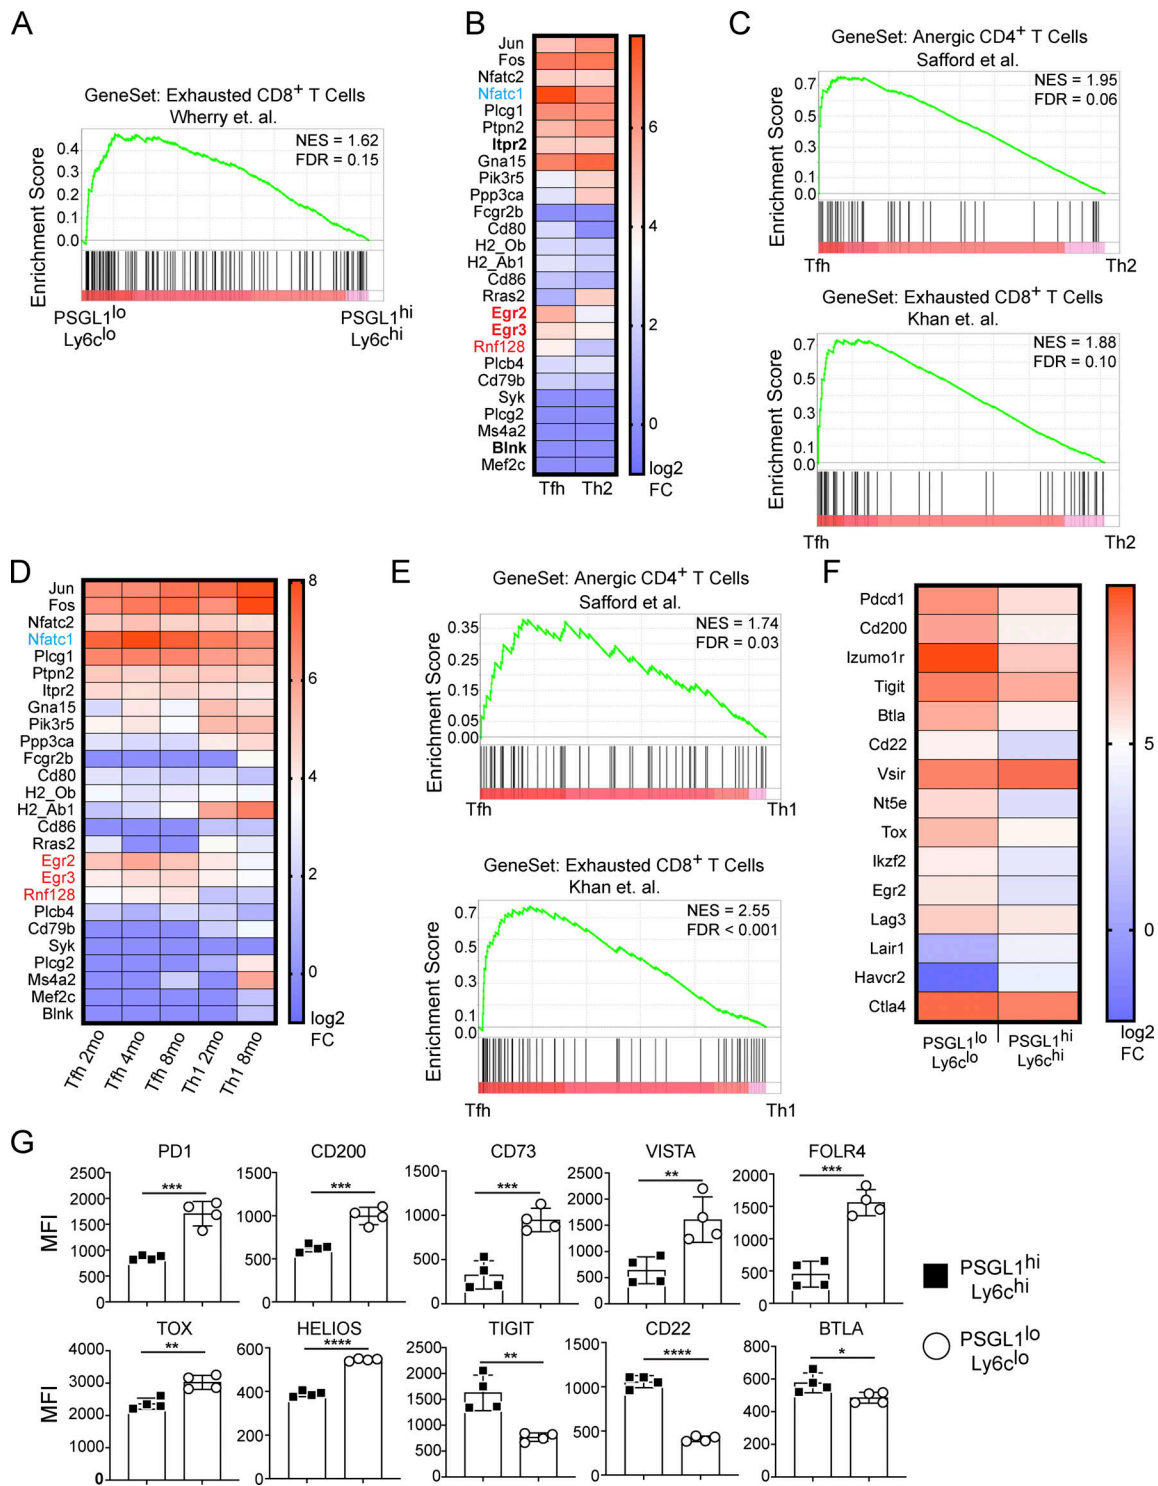 A
GeneSet: Exhausted CD8+ T Cells
Wherry et. al.
NES = 1.62
FDR = 0.15
Enrichment Score
0.4
0.3
0.2
0.1
0.0
PSGL1lo
Ly6clo
PSGL1hi
Ly6chi
B
Jun
Fos
Nfatc2
Nfatc1
Plcg1
Ptpn2
Itpr2
Gna15
Pik3r5
Ppp3ca
Fcgr2b
Cd80
H2_Ob
H2_Ab1
Cd86
Rras2
Egr2
Egr3
Rnf128
Plcb4
Cd79b
Syk
Plcg2
Ms4a2
Blnk
Mef2c
Tfh Th2
6
4
2
0
log2
FC
C
GeneSet: Anergic CD4+ T Cells
Safford et al.
NES = 1.95
FDR = 0.06
Enrichment Score
0.7
0.5
0.3
0.1
0.0
Tfh Th2
GeneSet: Exhausted CD8+ T Cells
Khan et. al.
NES = 1.88
FDR = 0.10
Enrichment Score
0.7
0.5
0.3
0.1
0.0
Tfh Th2
D
Jun
Fos
Nfatc2
Nfatc1
Plcg1
Ptpn2
Itpr2
Gna15
Pik3r5
Ppp3ca
Fcgr2b
Cd80
H2_Ob
H2_Ab1
Cd86
Rras2
Egr2
Egr3
Rnf128
Plcb4
Cd79b
Syk
Plcg2
Ms4a2
Mef2c
Blnk
Tfh 2mo
Tfh 4mo
Tfh 8mo
Th1 2mo
Th1 8mo
8
6
4
2
0
log2
FC
E
GeneSet: Anergic CD4+ T Cells
Safford et al.
NES = 1.74
FDR = 0.03
Enrichment Score
0.35
0.25
0.15
0.05
0.00
Tfh Th1
GeneSet: Exhausted CD8+ T Cells
Khan et. al.
NES = 2.55
FDR < 0.001
Enrichment Score
0.7
0.5
0.3
0.1
0.0
Tfh Th1
F
Pdcd1
Cd200
Izumo1r
Tigit
Btla
Cd22
Vsir
Nt5e
Tox
Ikzf2
Egr2
Lag3
Lair1
Havcr2
Ctla4
PSGL1lo
Ly6clo
PSGL1hi
Ly6chi
5
0
log2
FC
G
PD1
MFI
2500
2000
1500
1000
500
0
***
CD200
1500
1000
500
0
***
CD73
1500
1000
500
0
***
VISTA
2500
2000
1500
1000
500
0
**
FOLR4
2000
1500
1000
500
0
***
PSGL1hi
Ly6chi
PSGL1lo
Ly6clo
TOX
MFI
4000
3000
2000
1000
0
**
HELIOS
600
400
200
0
****
TIGIT
2500
2000
1500
1000
500
0
**
CD22
1500
1000
500
0
****
BTLA
800
600
400
200
0
*